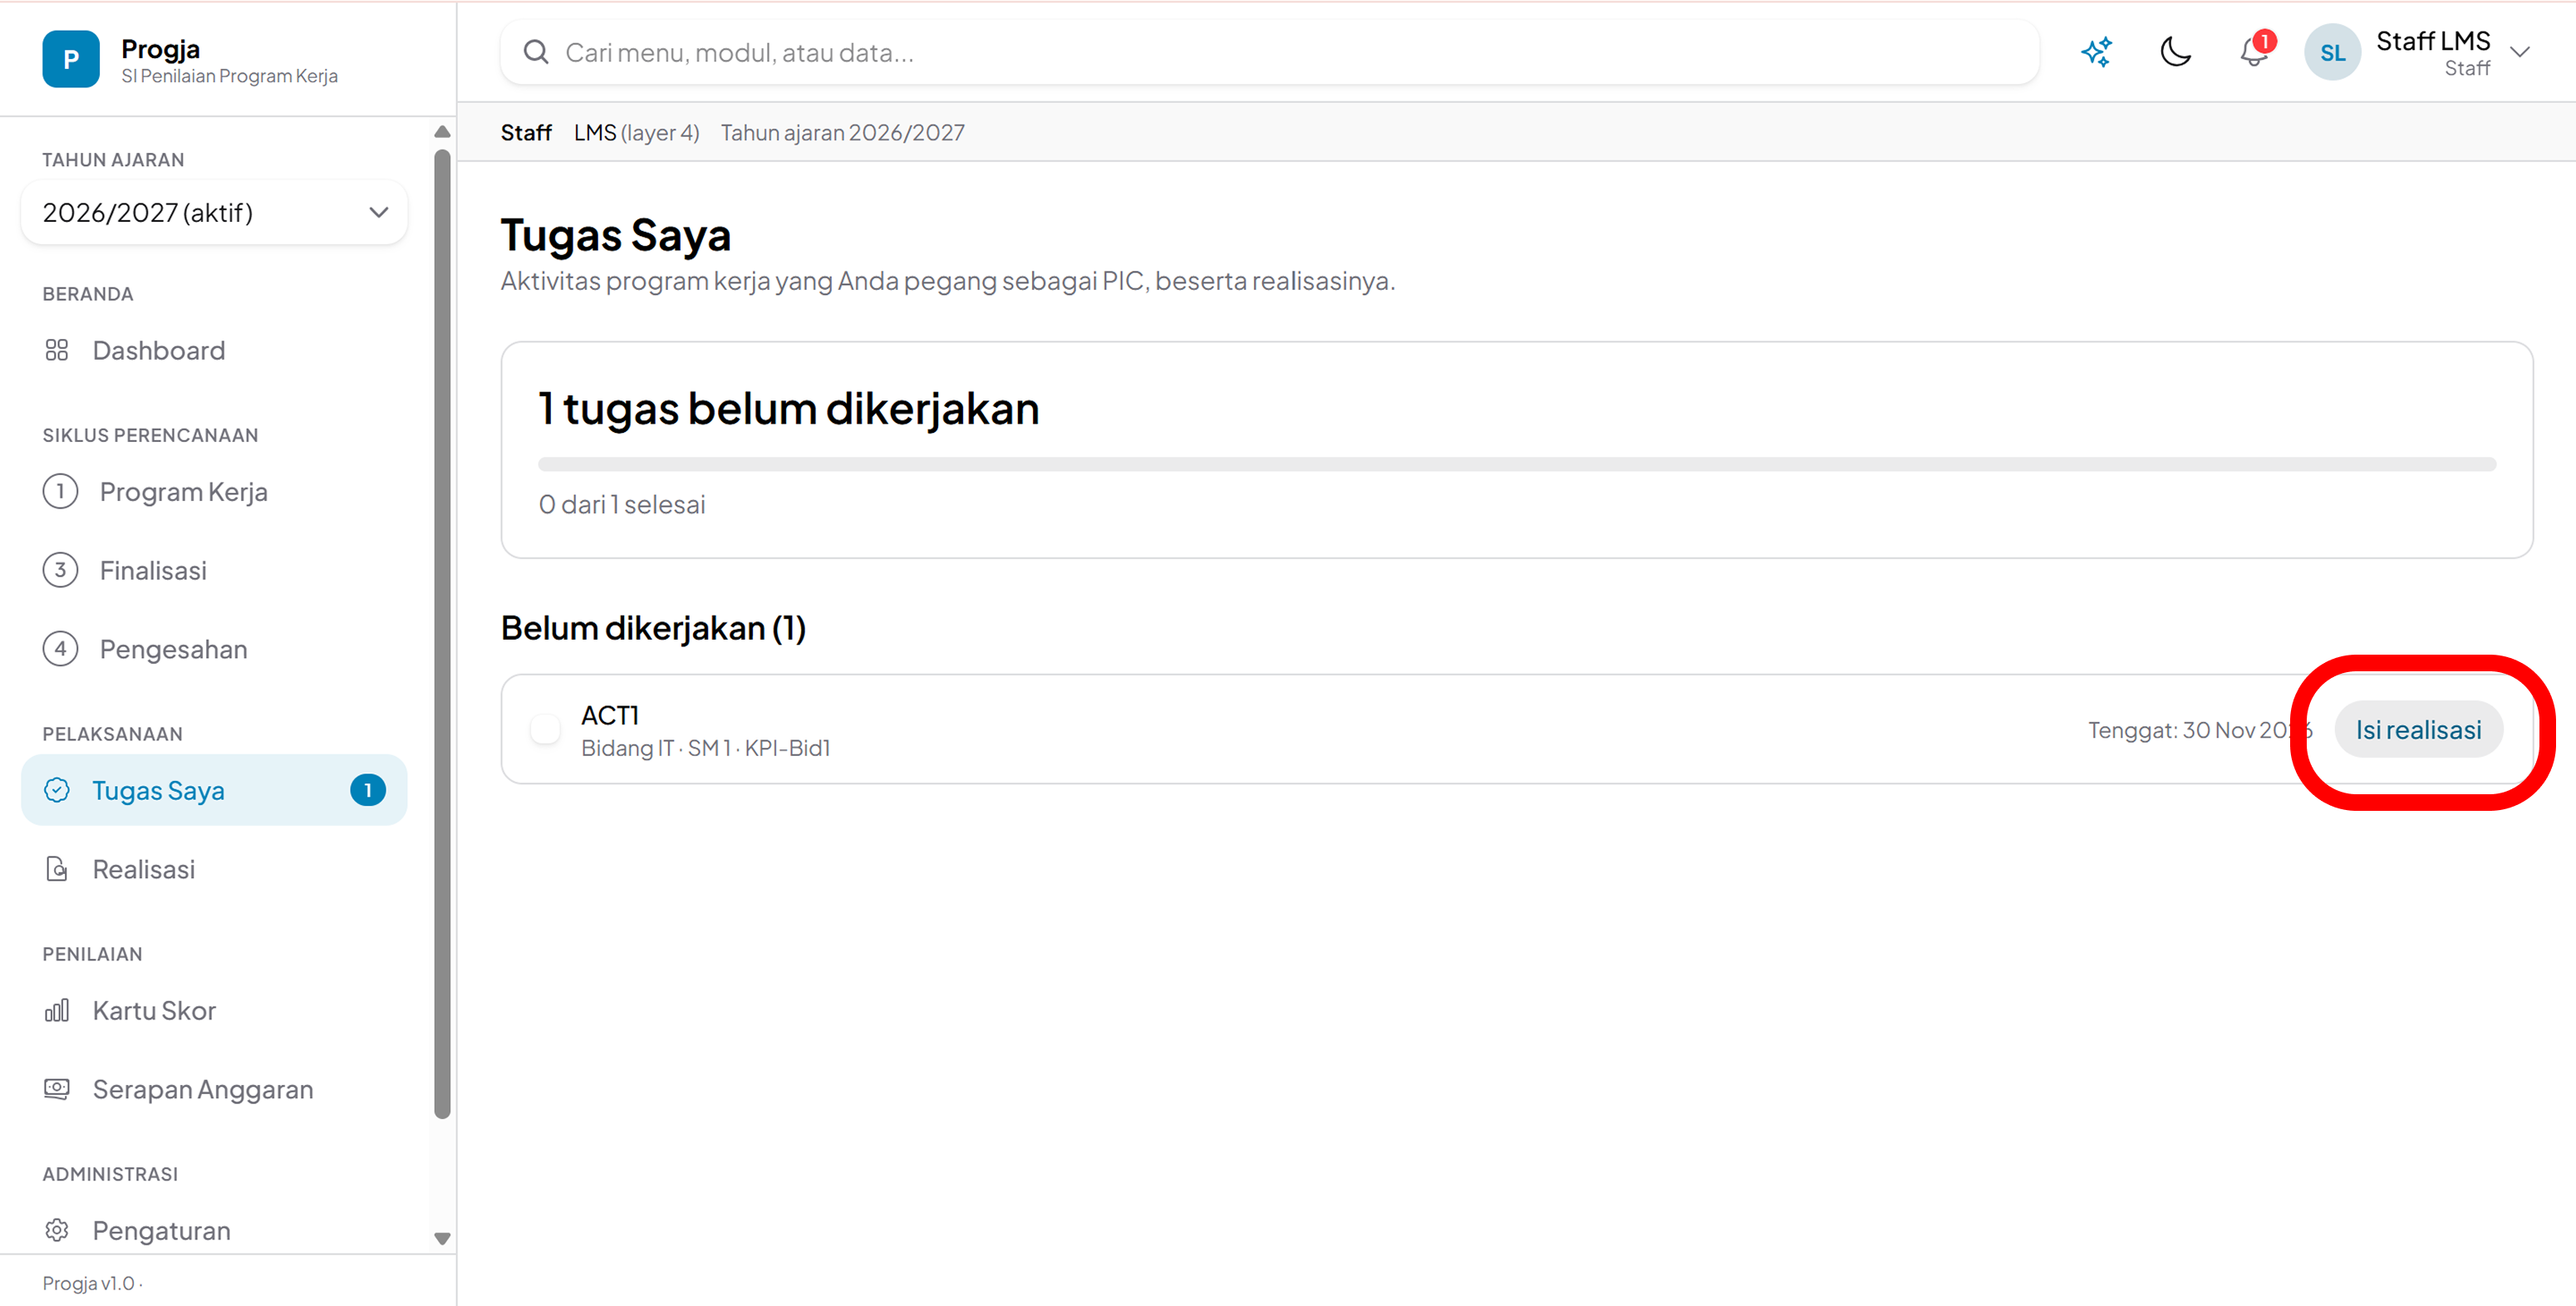 P
Progja
SI Penilaian Program Kerja
TAHUN AJARAN
2026/2027 (aktif)
BERANDA
Dashboard
SIKLUS PERENCANAAN
1 Program Kerja
3 Finalisasi
4 Pengesahan
PELAKSANAAN
Tugas Saya 1
Realisasi
PENILAIAN
Kartu Skor
Serapan Anggaran
ADMINISTRASI
Pengaturan
Progja v1.0 ·
Cari menu, modul, atau data...
1
SL
Staff LMS
Staff
Staff LMS (layer 4) Tahun ajaran 2026/2027
Tugas Saya
Aktivitas program kerja yang Anda pegang sebagai PIC, beserta realisasinya.
1 tugas belum dikerjakan
0 dari 1 selesai
Belum dikerjakan (1)
ACT1
Bidang IT · SM 1 · KPI-Bid1
Tenggat: 30 Nov 2026
Isi realisasi